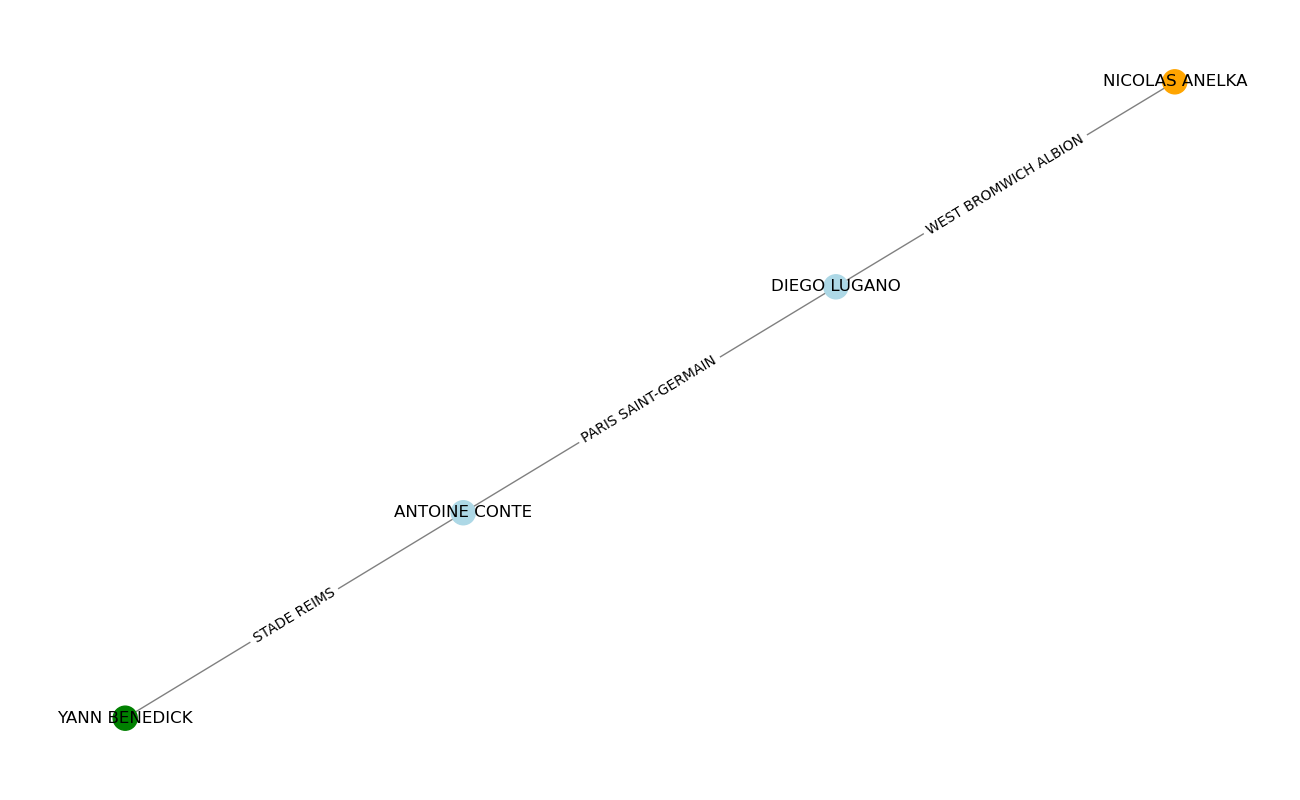 NICOLAS ANELKA
WEST BROMWICH ALBION
DIEGO LUGANO
PARIS SAINT-GERMAIN
ANTOINE CONTE
STADE REIMS
YANN BENEDICK